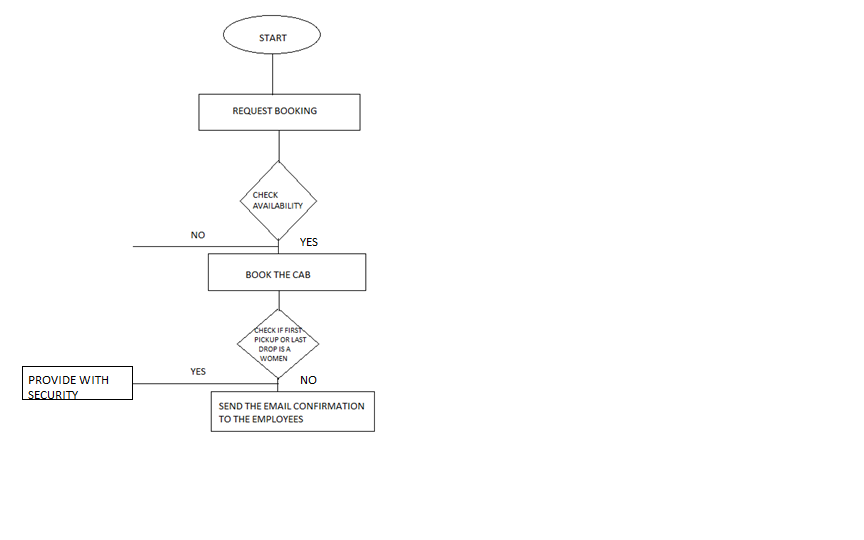 START
REQUEST BOOKING
CHECK
AVAILABILITY
NO
YES
BOOK THE CAB
CHECK IF FIRST
PICKUP OR LAST
DROP IS A
WOMEN
YES
NO
PROVIDE WITH
SECURITY
SEND THE EMAIL CONFIRMATION
TO THE EMPLOYEES